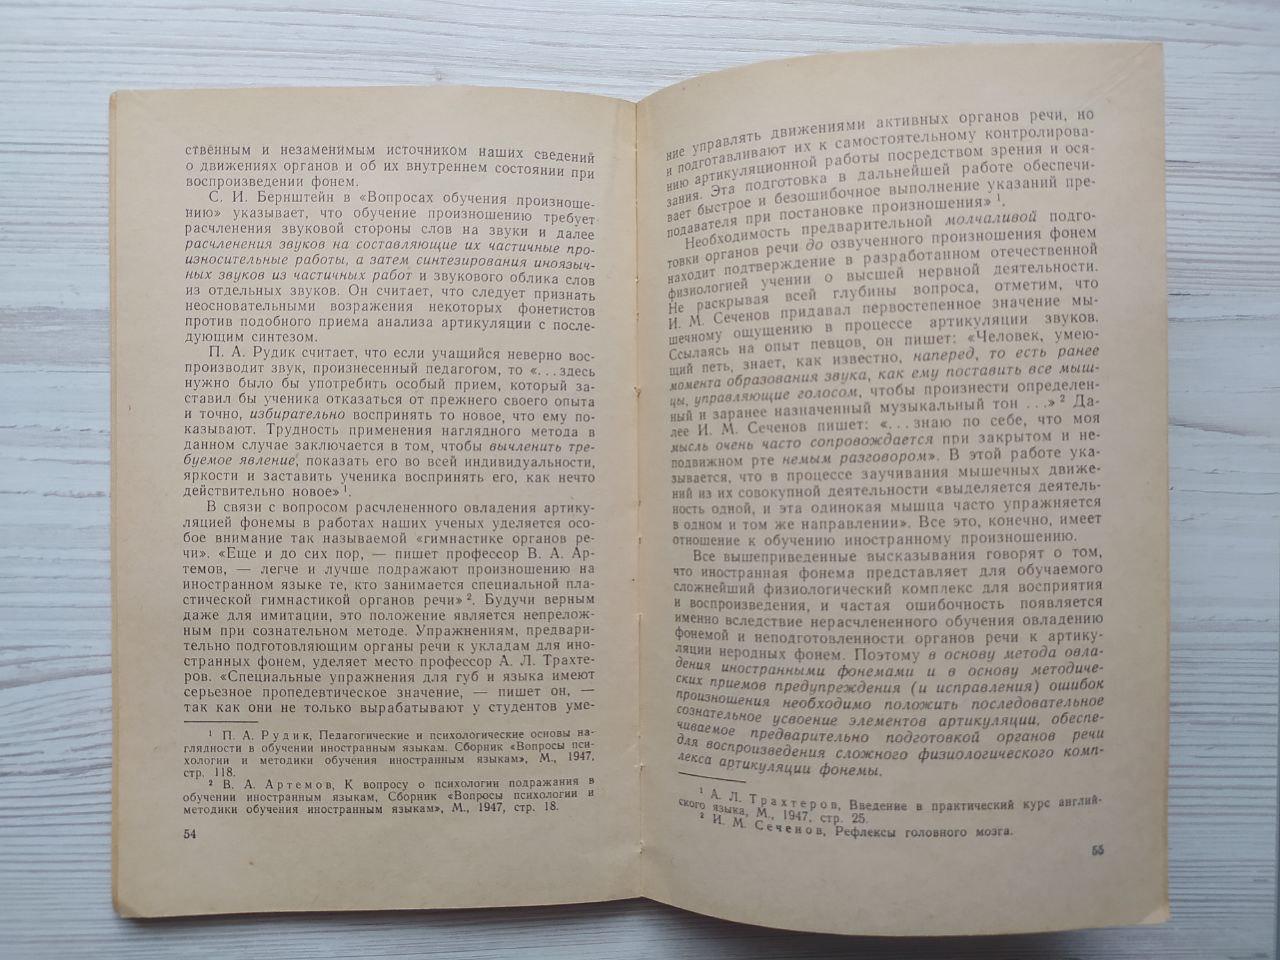 ственным и незаменимым источником наших сведений
о движениях органов и об их внутреннем состоянии при
воспроизведении фонем.
С. И. Бернштейн в «Вопросах обучения произноше-
нию» указывает, что обучение произношению требует
расчленения звуковой стороны слов на звуки и далее
расчленения звуков на составляющие их частичные про-
износительные работы, а затем синтезирования иноязыч-
ных звуков из частичных работ и звукового облика слов
из отдельных звуков. Он считает, что следует признать
неосновательными возражения некоторых фонетистов
против подобного приема анализа артикуляции с после-
дующим синтезом.
П. А. Рудик считает, что если учащийся неверно вос-
производит звук, произнесенный педагогом, то «...здесь
нужно было бы употребить особый прием, который за-
ставил бы ученика отказаться от прежнего своего опыта
и точно, избирательно воспринять то новое, что ему по-
казывают. Трудность применения наглядного метода в
данном случае заключается в том, чтобы вычленить тре-
буемое явление, показать его во всей индивидуальности,
яркости и заставить ученика воспринять его, как нечто
действительно новое» 1.
В связи с вопросом расчлененного овладения артику-
ляцией фонемы в работах наших ученых уделяется осо-
бое внимание так называемой «гимнастике органов ре-
чи». «Еще и до сих пор, — пишет профессор В. А. Ар-
темов, — легче и лучше подражают произношению на
иностранном языке те, кто занимается специальной пла-
стической гимнастикой органов речи» 2. Будучи верным
даже для имитации, это положение является непрелож-
ным при сознательном методе. Упражнениям, предвари-
тельно подготовляющим органы речи к укладам для ино-
странных фонем, уделяет место профессор А. Л. Трахте-
ров. «Специальные упражнения для губ и языка имеют
серьезное пропедевтическое значение, — пишет он, —
так как они не только вырабатывают у студентов уме-
1 П. А. Рудик, Педагогические и психологические основы на-
глядности в обучении иностранным языкам. Сборник «Вопросы пси-
хологии и методики обучения иностранным языкам», М., 1947,
стр. 118.
2 В. А. Артемов, К вопросу о психологии подражания в
обучении иностранным языкам, Сборник «Вопросы психологии и
методики обучения иностранным языкам», М., 1947, стр. 18.
54
ние управлять движениями активных органов речи, но
и подготавливают их к самостоятельному контролирова-
нию артикуляционной работы посредством зрения и ося-
зания. Эта подготовка в дальнейшей работе обеспечи-
вает быстрое и безошибочное выполнение указаний пре-
подавателя при постановке произношения» 1.
Необходимость предварительной молчаливой подго-
товки органов речи до озвученного произношения фонем
находит подтверждение в разработанном отечественной
физиологией учении о высшей нервной деятельности.
Не раскрывая всей глубины вопроса, отметим, что
И. М. Сеченов придавал первостепенное значение мы-
шечному ощущению в процессе артикуляции звуков.
Ссылаясь на опыт певцов, он пишет: «Человек, умею-
щий петь, знает, как известно, наперед, то есть ранее
момента образования звука, как ему поставить все мыш-
цы, управляющие голосом, чтобы произнести определен-
ный и заранее назначенный музыкальный тон ...» 2 Да-
лее И. М. Сеченов пишет: «...знаю по себе, что моя
мысль очень часто сопровождается при закрытом и не-
подвижном рте немым разговором». В этой работе ука-
зывается, что в процессе заучивания мышечных движе-
ний из их совокупной деятельности «выделяется деятель-
ность одной, и эта одинокая мышца часто упражняется
в одном и том же направлении». Все это, конечно, имеет
отношение к обучению иностранному произношению.
Все вышеприведенные высказывания говорят о том,
что иностранная фонема представляет для обучаемого
сложнейший физиологический комплекс для восприятия
и воспроизведения, и частая ошибочность появляется
именно вследствие нерасчлененного обучения овладению
фонемой и неподготовленности органов речи к артику-
ляции неродных фонем. Поэтому в основу метода овла-
дения иностранными фонемами и в основу методиче-
ских приемов предупреждения (и исправления) ошибок
произношения необходимо положить последовательное
сознательное усвоение элементов артикуляции, обеспе-
чиваемое предварительно подготовкой органов речи
для воспроизведения сложного физиологического комп-
лекса артикуляции фонемы.
1 А. Л. Трахтеров, Введение в практический курс англий-
ского языка, М., 1947, стр. 25.
2 И. М. Сеченов, Рефлексы головного мозга.
55